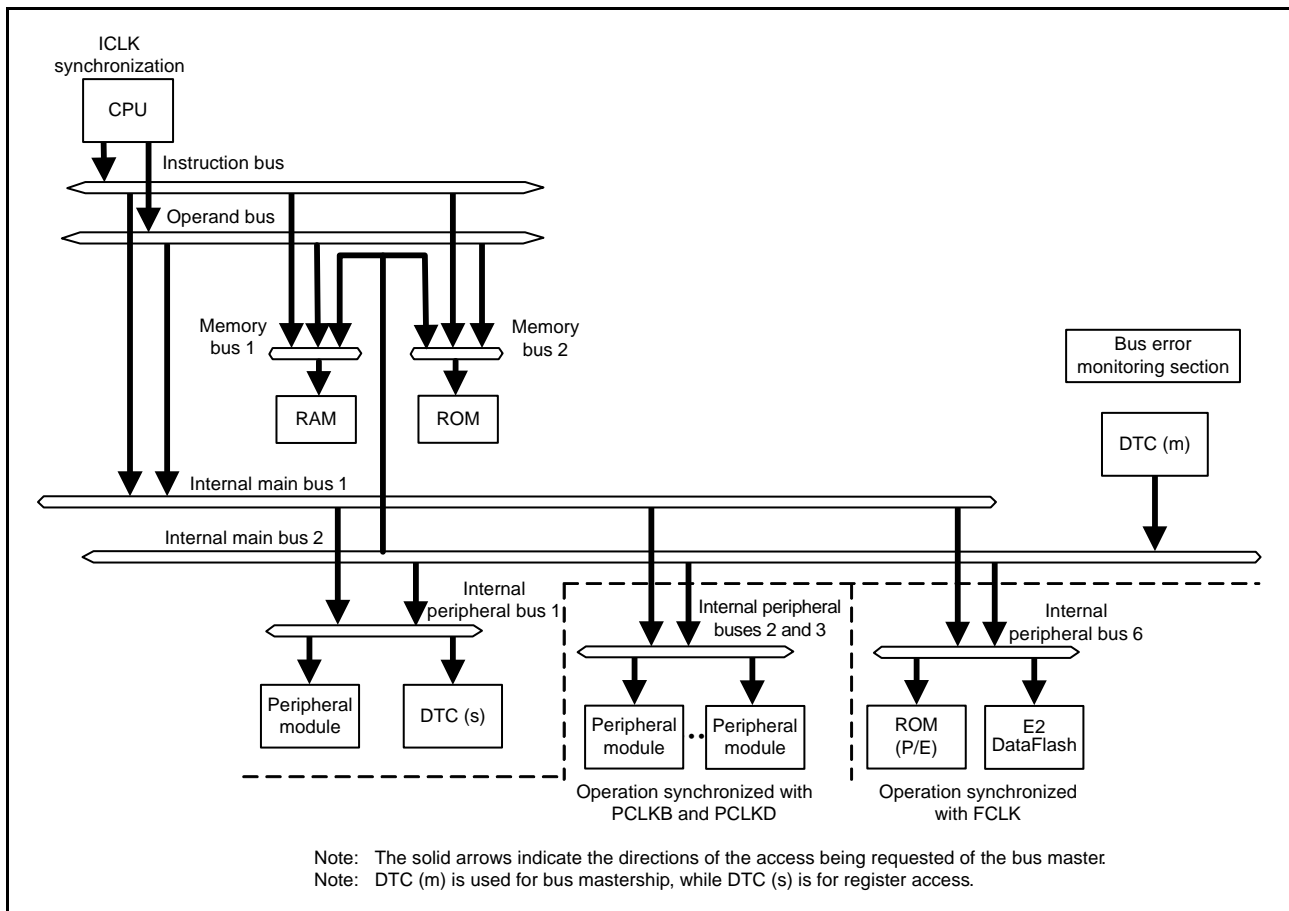 ICLK
synchronization
CPU
Instruction bus
Operand bus
Memory
bus 1
Memory
bus 2
Bus error
monitoring section
RAM
ROM
DTC (m)
Internal main bus 1
Internal main bus 2
Internal
peripheral bus 1
Internal peripheral
buses 2 and 3
Internal
peripheral bus 6
Peripheral
module
DTC (s)
Peripheral
module
Peripheral
module
ROM
(P/E)
E2
DataFlash
Operation synchronized with
PCLKB and PCLKD
Operation synchronized
with FCLK
Note: The solid arrows indicate the directions of the access being requested of the bus master.
Note: DTC (m) is used for bus mastership, while DTC (s) is for register access.